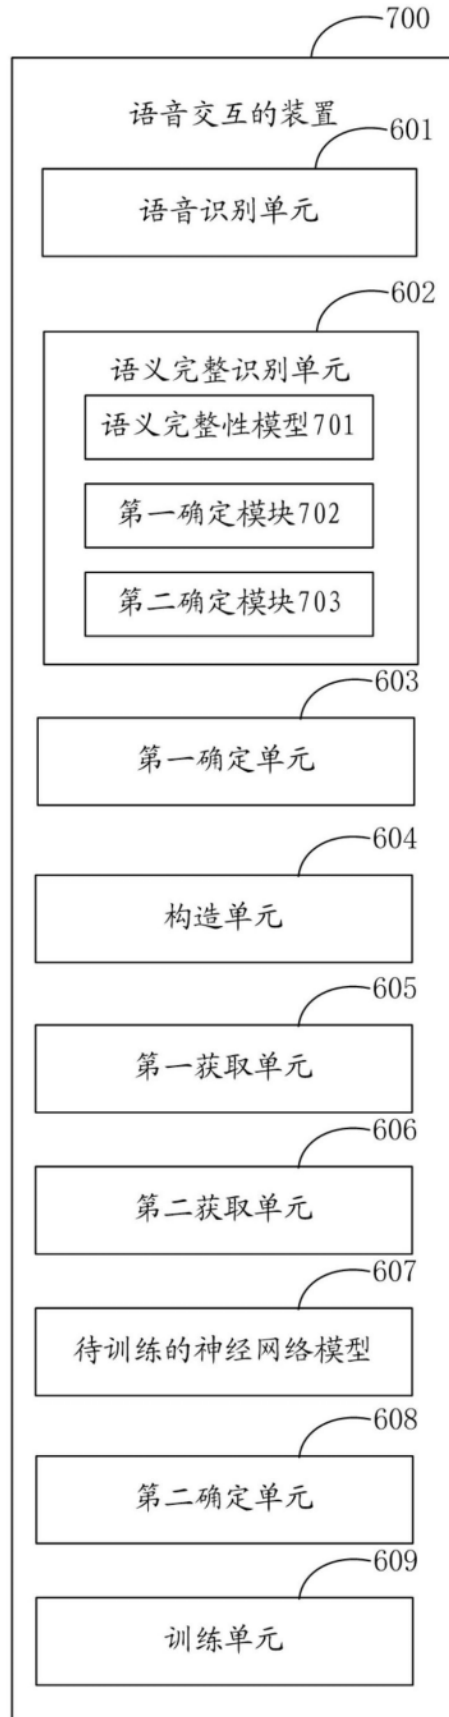 700
语音交互的装置
601
语音识别单元
602
语义完整识别单元
语义完整性模型701
第一确定模块702
第二确定模块703
603
第一确定单元
604
构造单元
605
第一获取单元
606
第二获取单元
607
待训练的神经网络模型
608
第二确定单元
609
训练单元